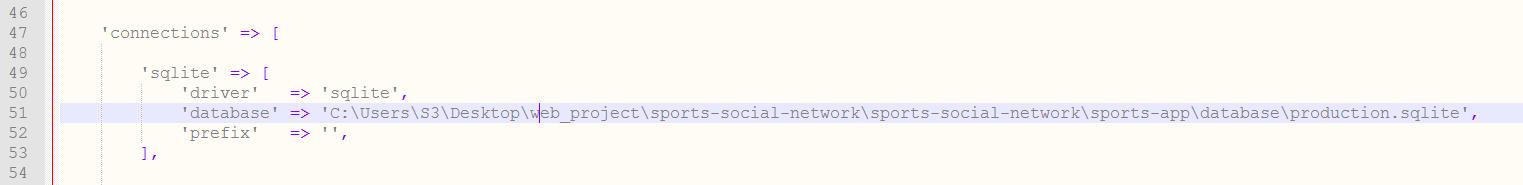 46
47 'connections' => [
48
49 'sqlite' => [
50 'driver' => 'sqlite',
51 'database' => 'C:\Users\S3\Desktop\web_project\sports-social-network\sports-social-network\sports-app\database\production.sqlite',
52 'prefix' => '',
53 ],
54